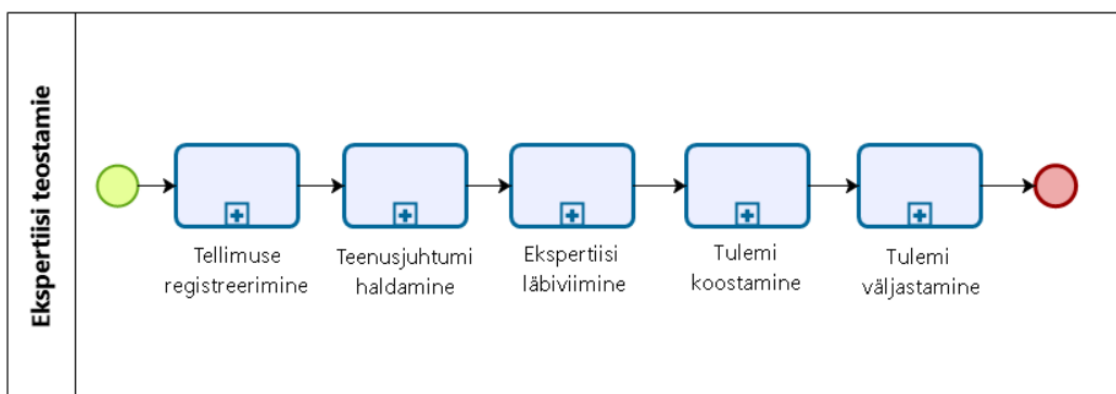 Ekspertiisi teostamie
Tellimuse
registreerimine
Teenusjuhtumi
haldamine
Ekspertiisi
läbiviimine
Tulemi
koostamine
Tulemi
väljastamine